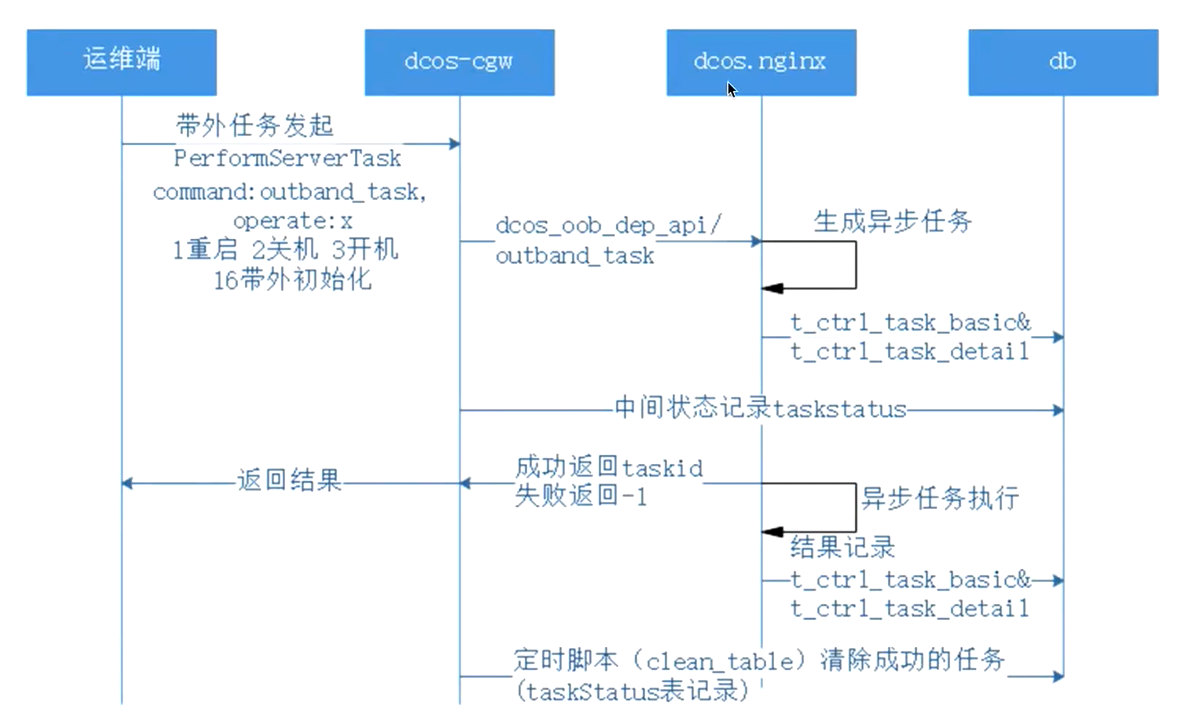 运维端
dcos-cgw
dcos.nginx
db
带外任务发起
PerformServerTask
command:outband_task,
operate:x
1重启 2关机 3开机
16带外初始化
dcos_oob_dep_api/
outband_task
生成异步任务
t_ctrl_task_basic&
t_ctrl_task_detail
中间状态记录taskstatus
返回结果
成功返回taskid
失败返回-1
异步任务执行
结果记录
t_ctrl_task_basic&
t_ctrl_task_detail
定时脚本（clean_table）清除成功的任务
(taskStatus表记录)